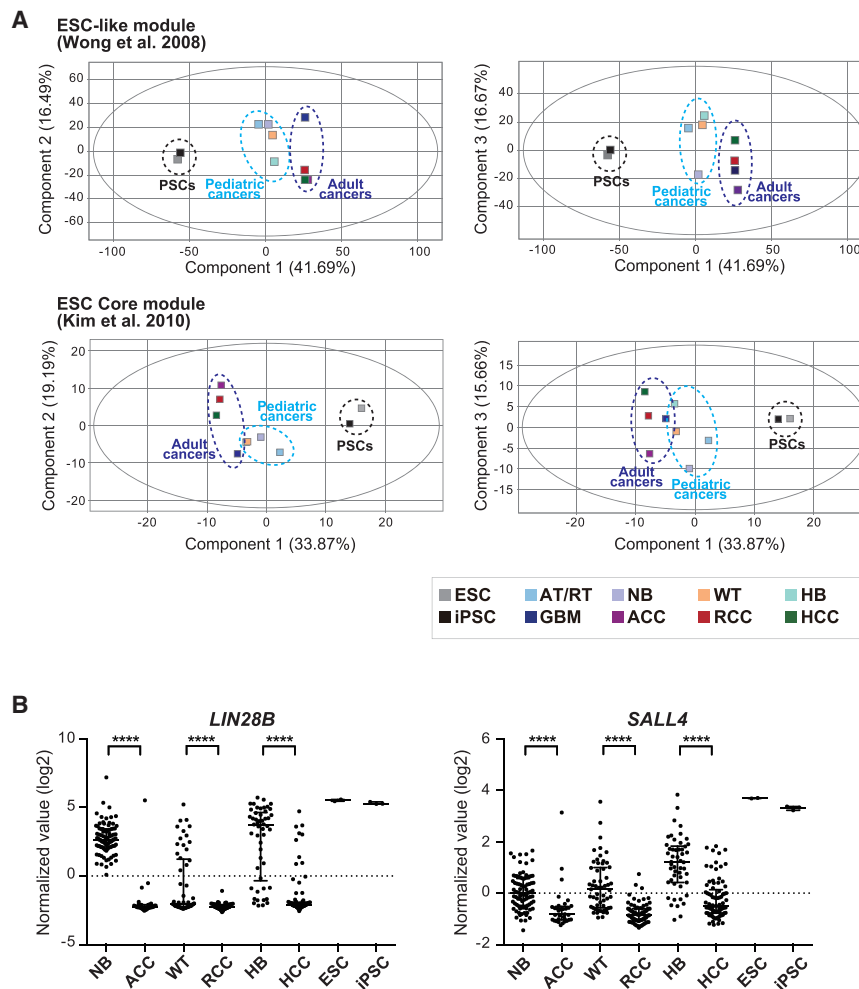 A
ESC-like module
(Wong et al. 2008)
Component 2 (16.49%)
60
40
20
0
-20
-40
-60
PSCs
Pediatric
cancers
Adult
cancers
-100
-50
0
50
100
Component 1 (41.69%)
Component 3 (16.67%)
40
20
0
-20
-40
PSCs
Pediatric
cancers
Adult
cancers
-100
-50
0
50
100
Component 1 (41.69%)
ESC Core module
(Kim et al. 2010)
Component 2 (19.19%)
20
10
0
-10
-20
Adult
cancers
Pediatric
cancers
PSCs
-20
-10
0
10
20
Component 1 (33.87%)
Component 3 (15.66%)
15
10
5
0
-5
-10
-15
Adult
cancers
Pediatric
cancers
PSCs
-20
-10
0
10
20
Component 1 (33.87%)
ESC AT/RT NB WT HB
iPSC GBM ACC RCC HCC
B
LIN28B
Normalized value (log2)
10
5
0
-5
**** **** ****
NB ACC WT RCC HB HCC ESC iPSC
SALL4
Normalized value (log2)
6
4
2
0
-2
**** **** ****
NB ACC WT RCC HB HCC ESC iPSC